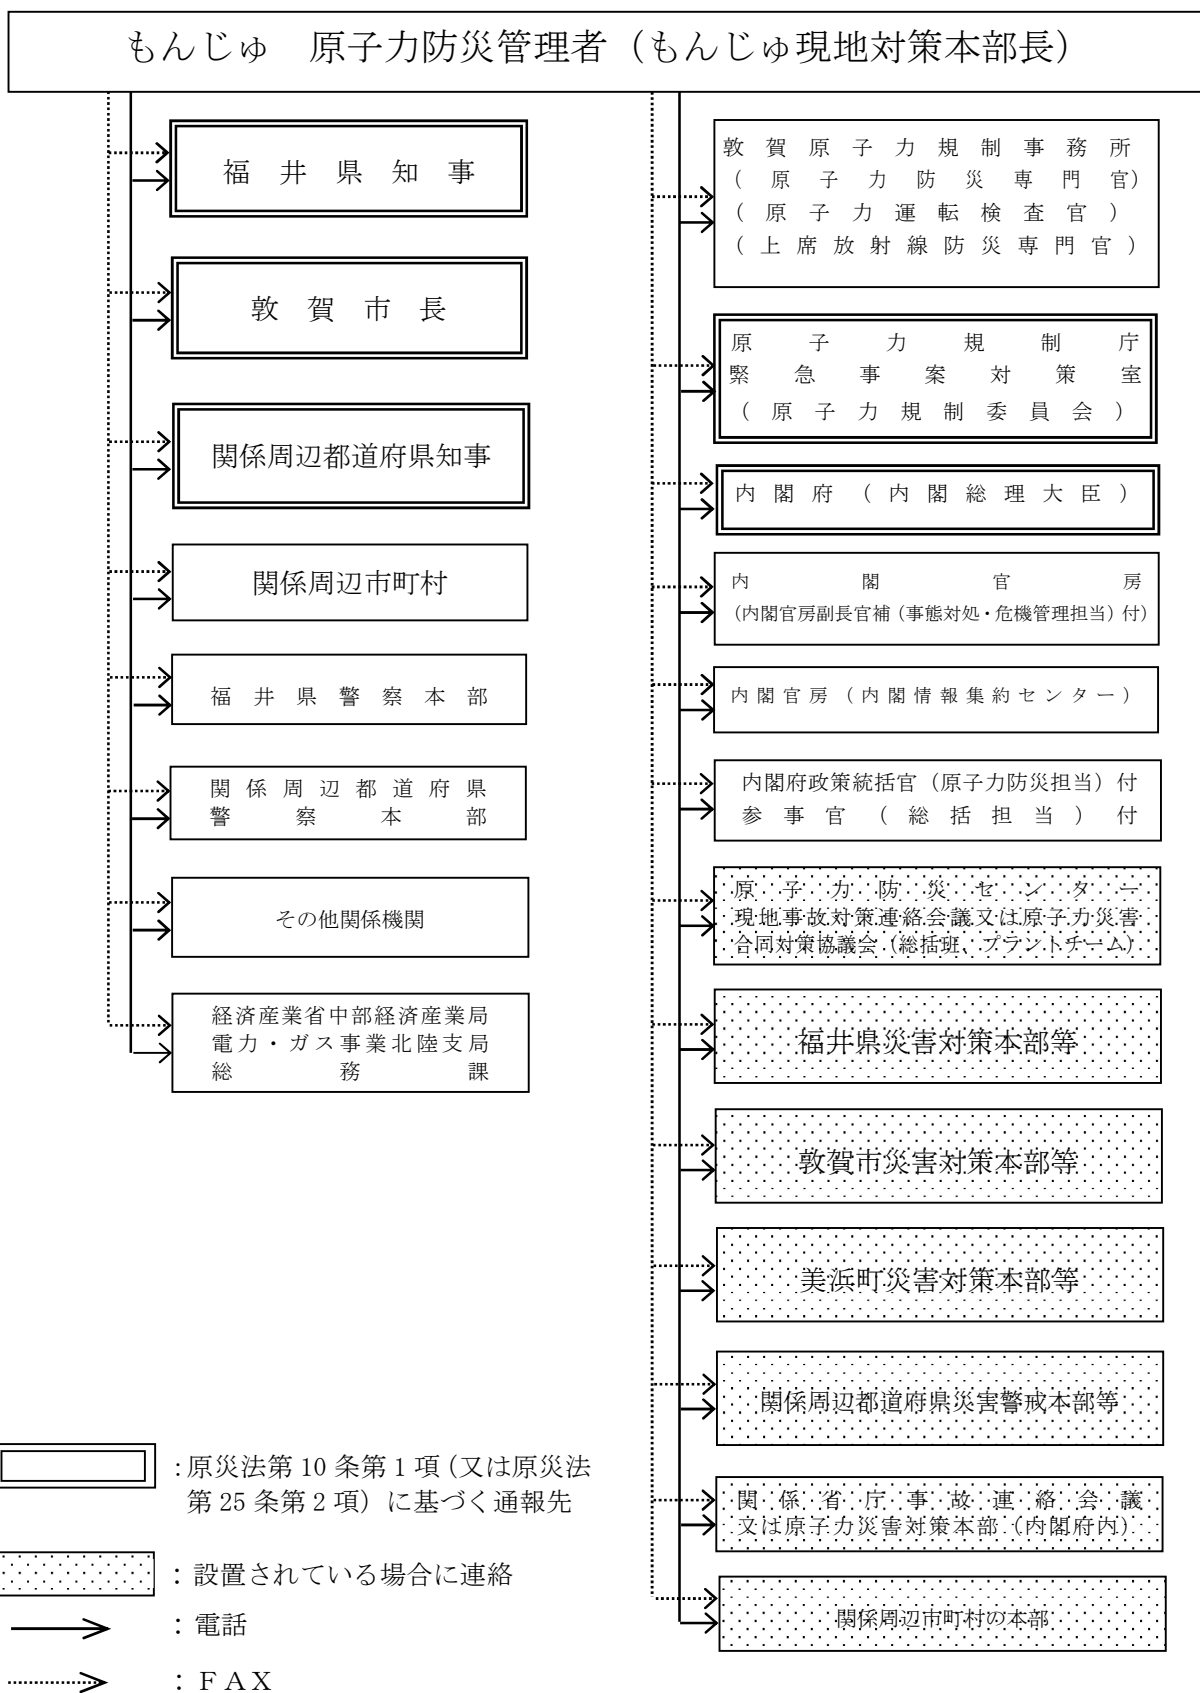 もんじゅ 原子力防災管理者（もんじゅ現地対策本部長）
福井県知事
敦賀市長
関係周辺都道府県知事
関係周辺市町村
福井県警察本部
関係周辺都道府県
警察本部
その他関係機関
経済産業省中部経済産業局
電力・ガス事業北陸支局
総務課
敦賀原子力規制事務所
（原子力防災専門官）
（原子力運転検査官）
（上席放射線防災専門官）
原子力規制庁
緊急事案対策室
（原子力規制委員会）
内閣府（内閣総理大臣）
内閣官房
（内閣官房副長官補（事態対処・危機管理担当）付）
内閣官房（内閣情報集約センター）
内閣府政策統括官（原子力防災担当）付
参事官（総括担当）付
原子力防災センター
現地事故対策連絡会議又は原子力災害
合同対策協議会（総括班、プラントチーム）
福井県災害対策本部等
敦賀市災害対策本部等
美浜町災害対策本部等
関係周辺都道府県災害警戒本部等
関係省庁事故連絡会議
又は原子力災害対策本部（内閣府内）
関係周辺市町村の本部
：原災法第10条第1項（又は原災法
第25条第2項）に基づく通報先
：設置されている場合に連絡
：電話
：ＦＡＸ